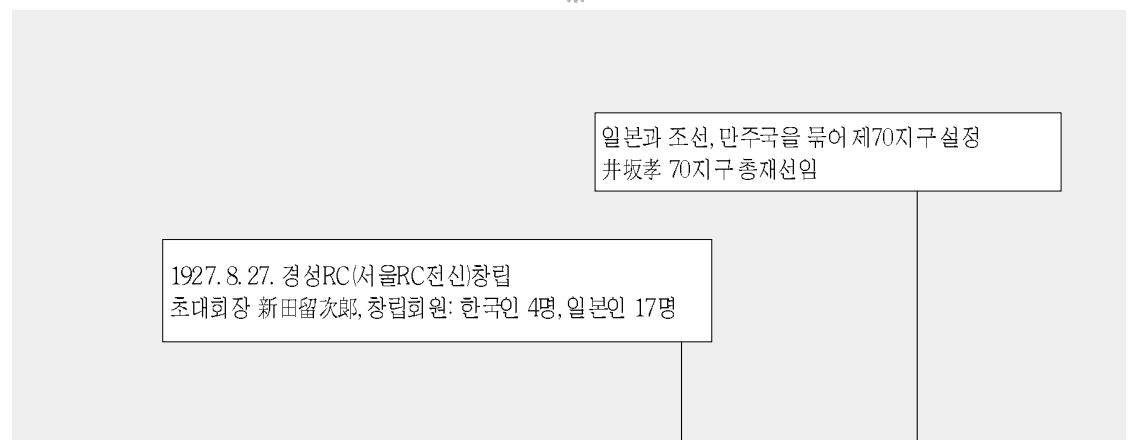 일본과 조선, 만주국을 묶어 제70지구 설정
井坂孝 70지구 총재선임
1927. 8. 27. 경성RC(서울RC전신)창립
초대회장 新田留次郎, 창립회원: 한국인 4명, 일본인 17명